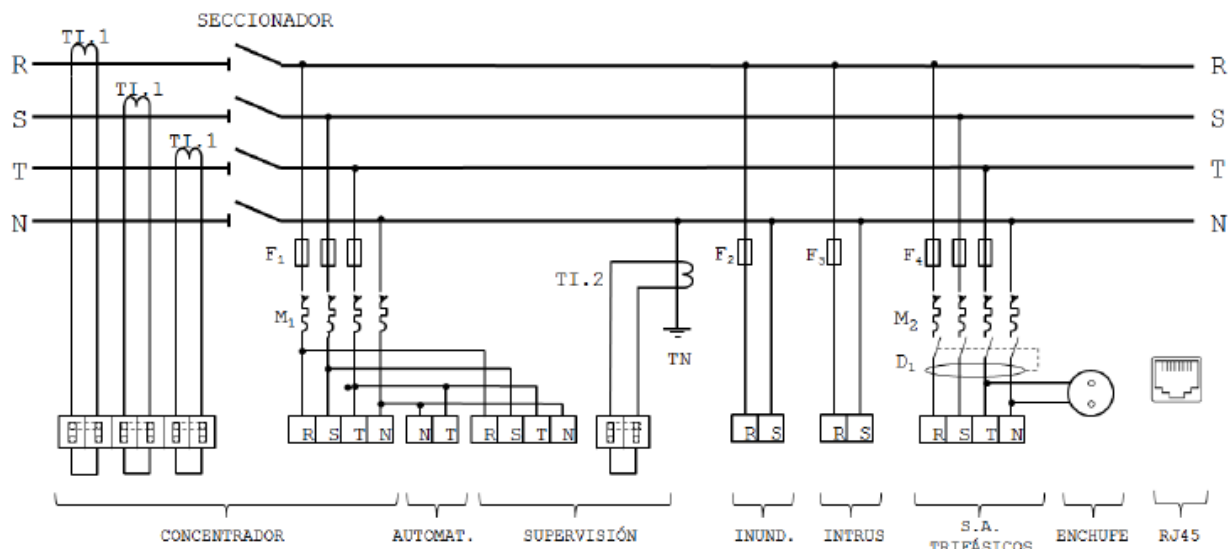 SECCIONADOR
TI.1
TI.1
TI.1
R R
S S
T T
N N
F1 F2 F3 F4
TI.2
M1 M2
TN
D1
R S T N N T R S T N R S R S R S T N
CONCENTRADOR AUTOMAT. SUPERVISIÓN INUND. INTRUS S.A. TRIFÁSICOS ENCHUFE RJ45